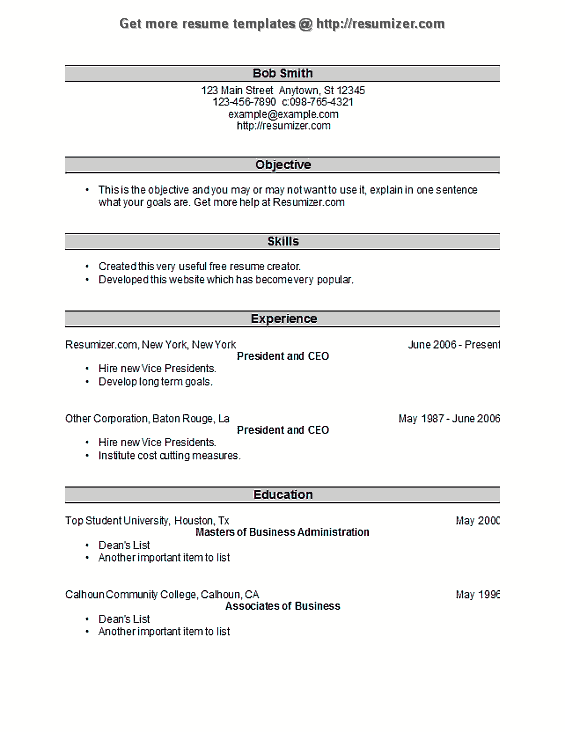 Get more resume templates @ http://resumizer.com
Bob Smith
123 Main Street Anytown, St 12345
123-456-7890 c:098-765-4321
example@example.com
http://resumizer.com
Objective
• This is the objective and you may or may not want to use it, explain in one sentence
what your goals are. Get more help at Resumizer.com
Skills
• Created this very useful free resume creator.
• Developed this website which has become very popular.
Experience
Resumizer.com, New York, New York June 2006 - Present
President and CEO
• Hire new Vice Presidents.
• Develop long term goals.
Other Corporation, Baton Rouge, La May 1987 - June 2006
President and CEO
• Hire new Vice Presidents.
• Institute cost cutting measures.
Education
Top Student University, Houston, Tx May 2000
Masters of Business Administration
• Dean's List
• Another important item to list
Calhoun Community College, Calhoun, CA May 1996
Associates of Business
• Dean's List
• Another important item to list